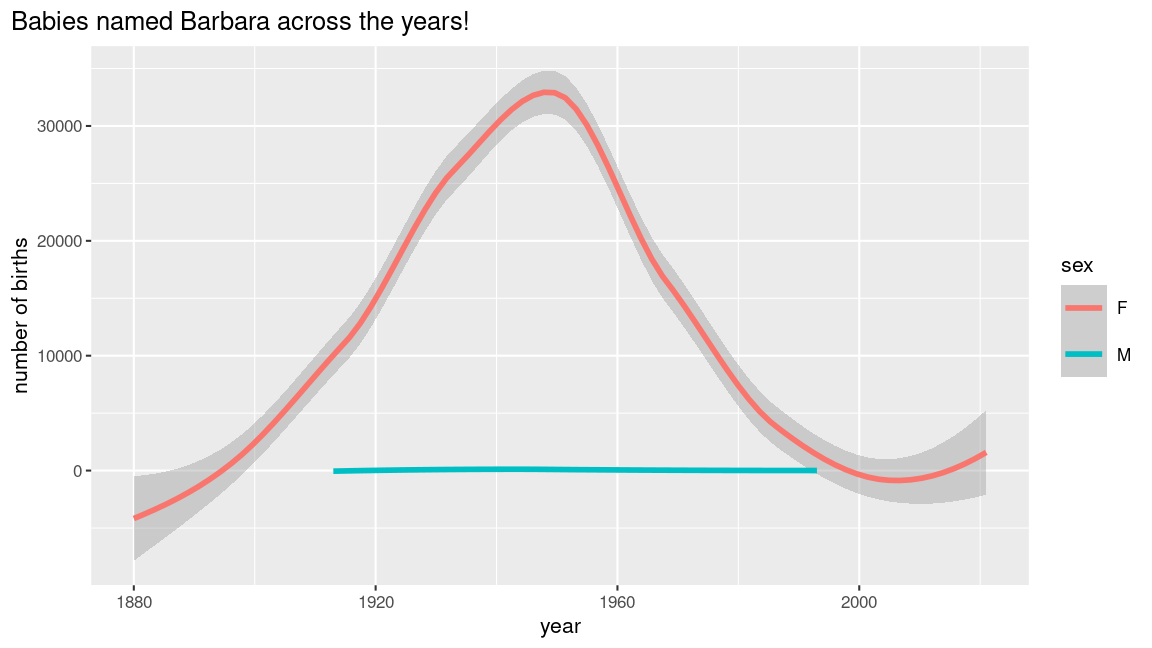 Babies named Barbara across the years!
number of births
30000
20000
10000
0
1880 1920 1960 2000
year
sex
F
M